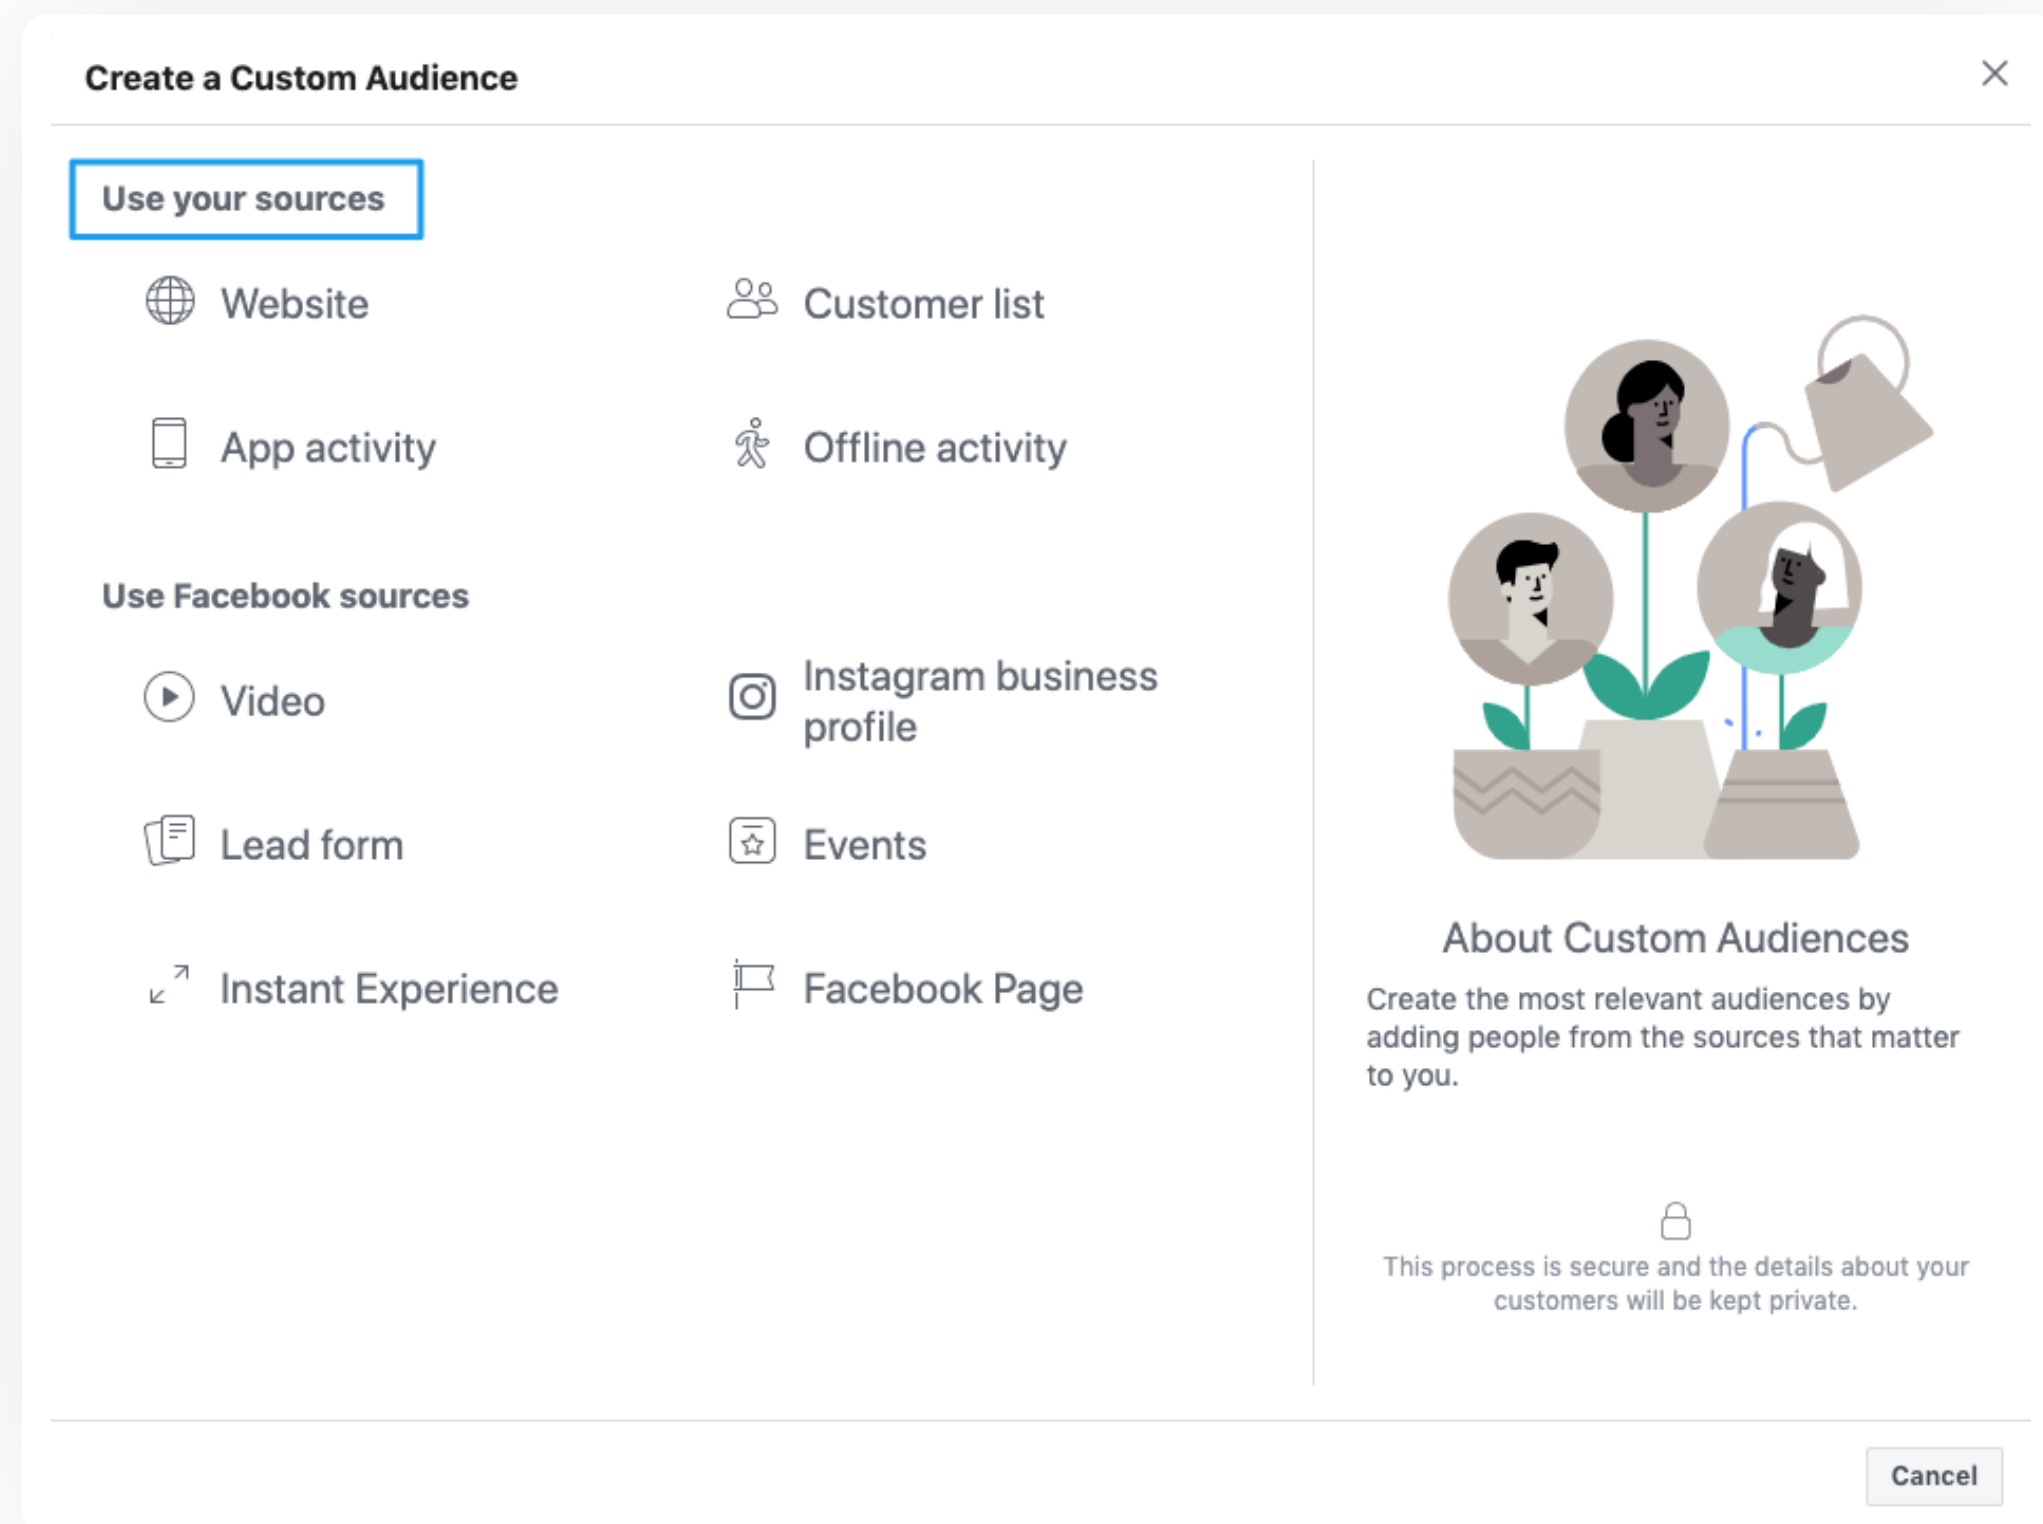 Create a Custom Audience
Use your sources
Website
Customer list
App activity
Offline activity
Use Facebook sources
Video
Instagram business
profile
Lead form
Events
Instant Experience
Facebook Page
About Custom Audiences
Create the most relevant audiences by
adding people from the sources that matter
to you.
This process is secure and the details about your
customers will be kept private.
Cancel